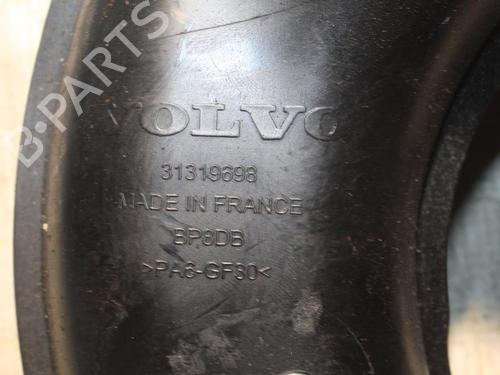 B-PARTS
VOLVO
31319698
MADE IN FRANCE
BP8DB
>PA6-GF30<